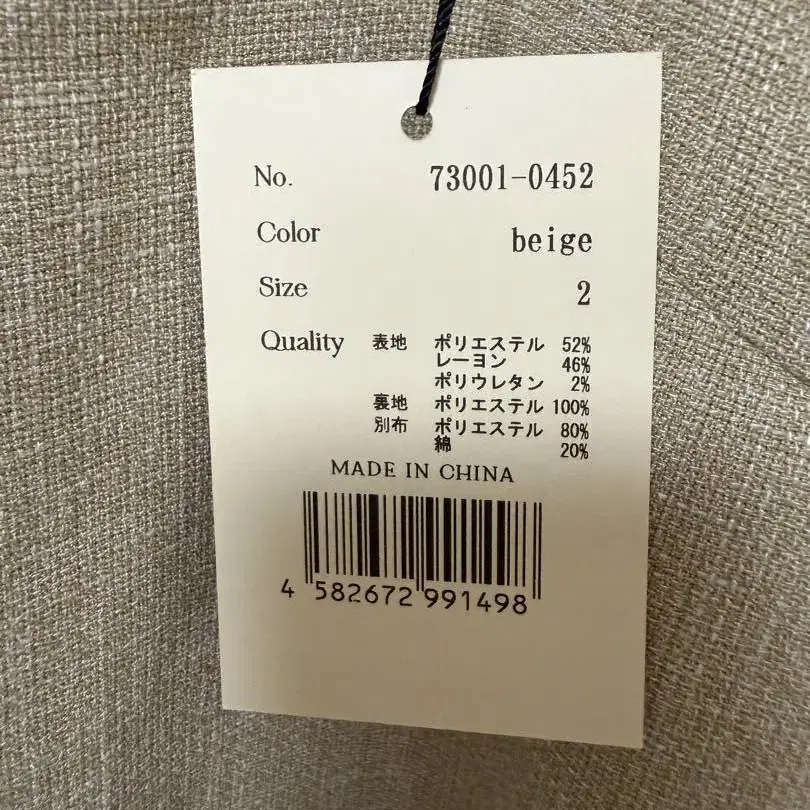 No. 73001-0452
Color beige
Size 2
Quality 表地 ポリエステル 52%
レーヨン 46%
ポリウレタン 2%
裏地 ポリエステル 100%
別布 ポリエステル 80%
綿 20%
MADE IN CHINA
4 582672 991498